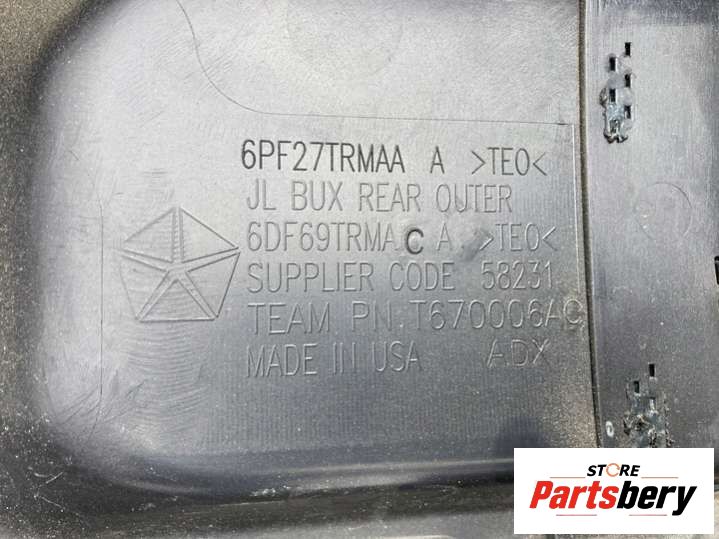 6PF27TRMAA A >TEO<
JL BUX REAR OUTER
6DF69TRMA C A >TEO<
SUPPLIER CODE 58231
TEAM PN T670006AC
MADE IN USA ADX
STORE
Partsbery